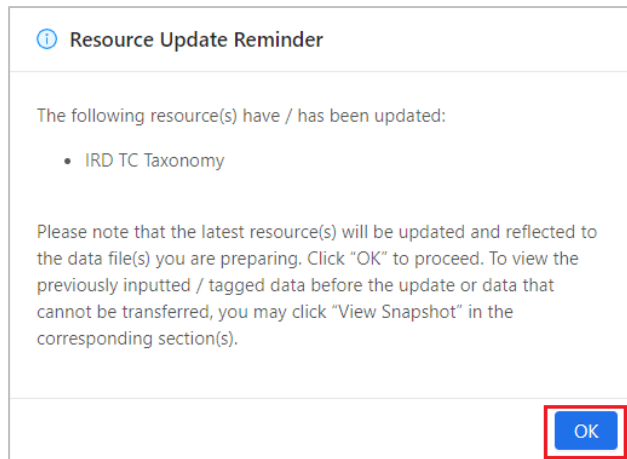 Resource Update Reminder
The following resource(s) have / has been updated:
• IRD TC Taxonomy
Please note that the latest resource(s) will be updated and reflected to
the data file(s) you are preparing. Click “OK” to proceed. To view the
previously inputted / tagged data before the update or data that
cannot be transferred, you may click “View Snapshot” in the
corresponding section(s).
OK